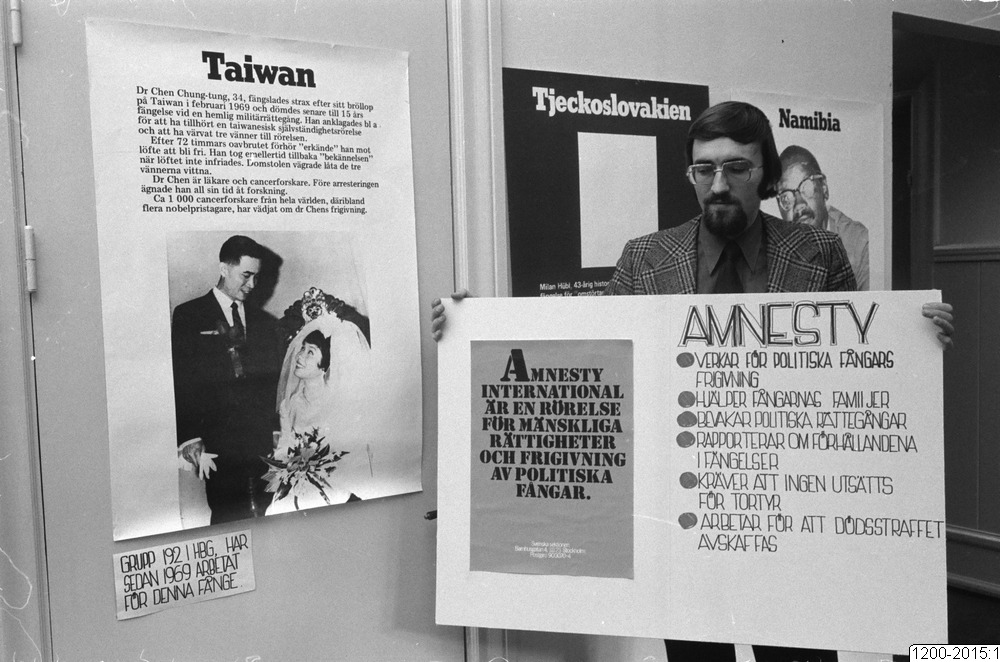 Taiwan
Dr Chen Chung-tung, 34, fängslades strax efter sitt bröllop
på Taiwan i februari 1969 och dömdes senare till 15 års
fängelse vid en hemlig militärrättegång. Han anklagades bl a
för att ha tillhört en taiwanesisk självständighetsrörelse
och att ha värvat tre vänner till rörelsen.
Efter 72 timmars oavbrutet förhör "erkände" han mot
löfte att bli fri. Han tog emellertid tillbaka "bekännelsen"
när löftet inte infriades. Domstolen vägrade låta de tre
vännerna vittna.
Dr Chen är läkare och cancerforskare. Före arresteringen
ägnade han all sin tid åt forskning.
Ca 1 000 cancerforskare från hela världen, däribland
flera nobelpristagare, har vädjat om dr Chens frigivning.
GRUPP 192 I HBG, HAR
SEDAN 1969 ARBETAT
FÖR DENNA FÅNGE.
Tjeckoslovakien
Milan Hübl, 43-årig
Namibia
AMNESTY
INTERNATIONAL
ÄR EN RÖRELSE
FÖR MÄNSKLIGA
RÄTTIGHETER
OCH FRIGIVNING
AV POLITISKA
FÅNGAR.
Svenska sektionen
AMNESTY
VERKAR FÖR POLITISKA FÅNGARS
FRIGIVNING
HJÄLPER FÅNGARNAS FAMILJER
BEVAKAR POLITISKA RÄTTEGÅNGAR
RAPPORTERAR OM FÖRHÅLLANDENA
I FÄNGELSER
KRÄVER ATT INGEN UTSÄTTS
FÖR TORTYR
ARBETAR FÖR ATT DÖDSSTRAFFET
AVSKAFFAS
1200-2015:1